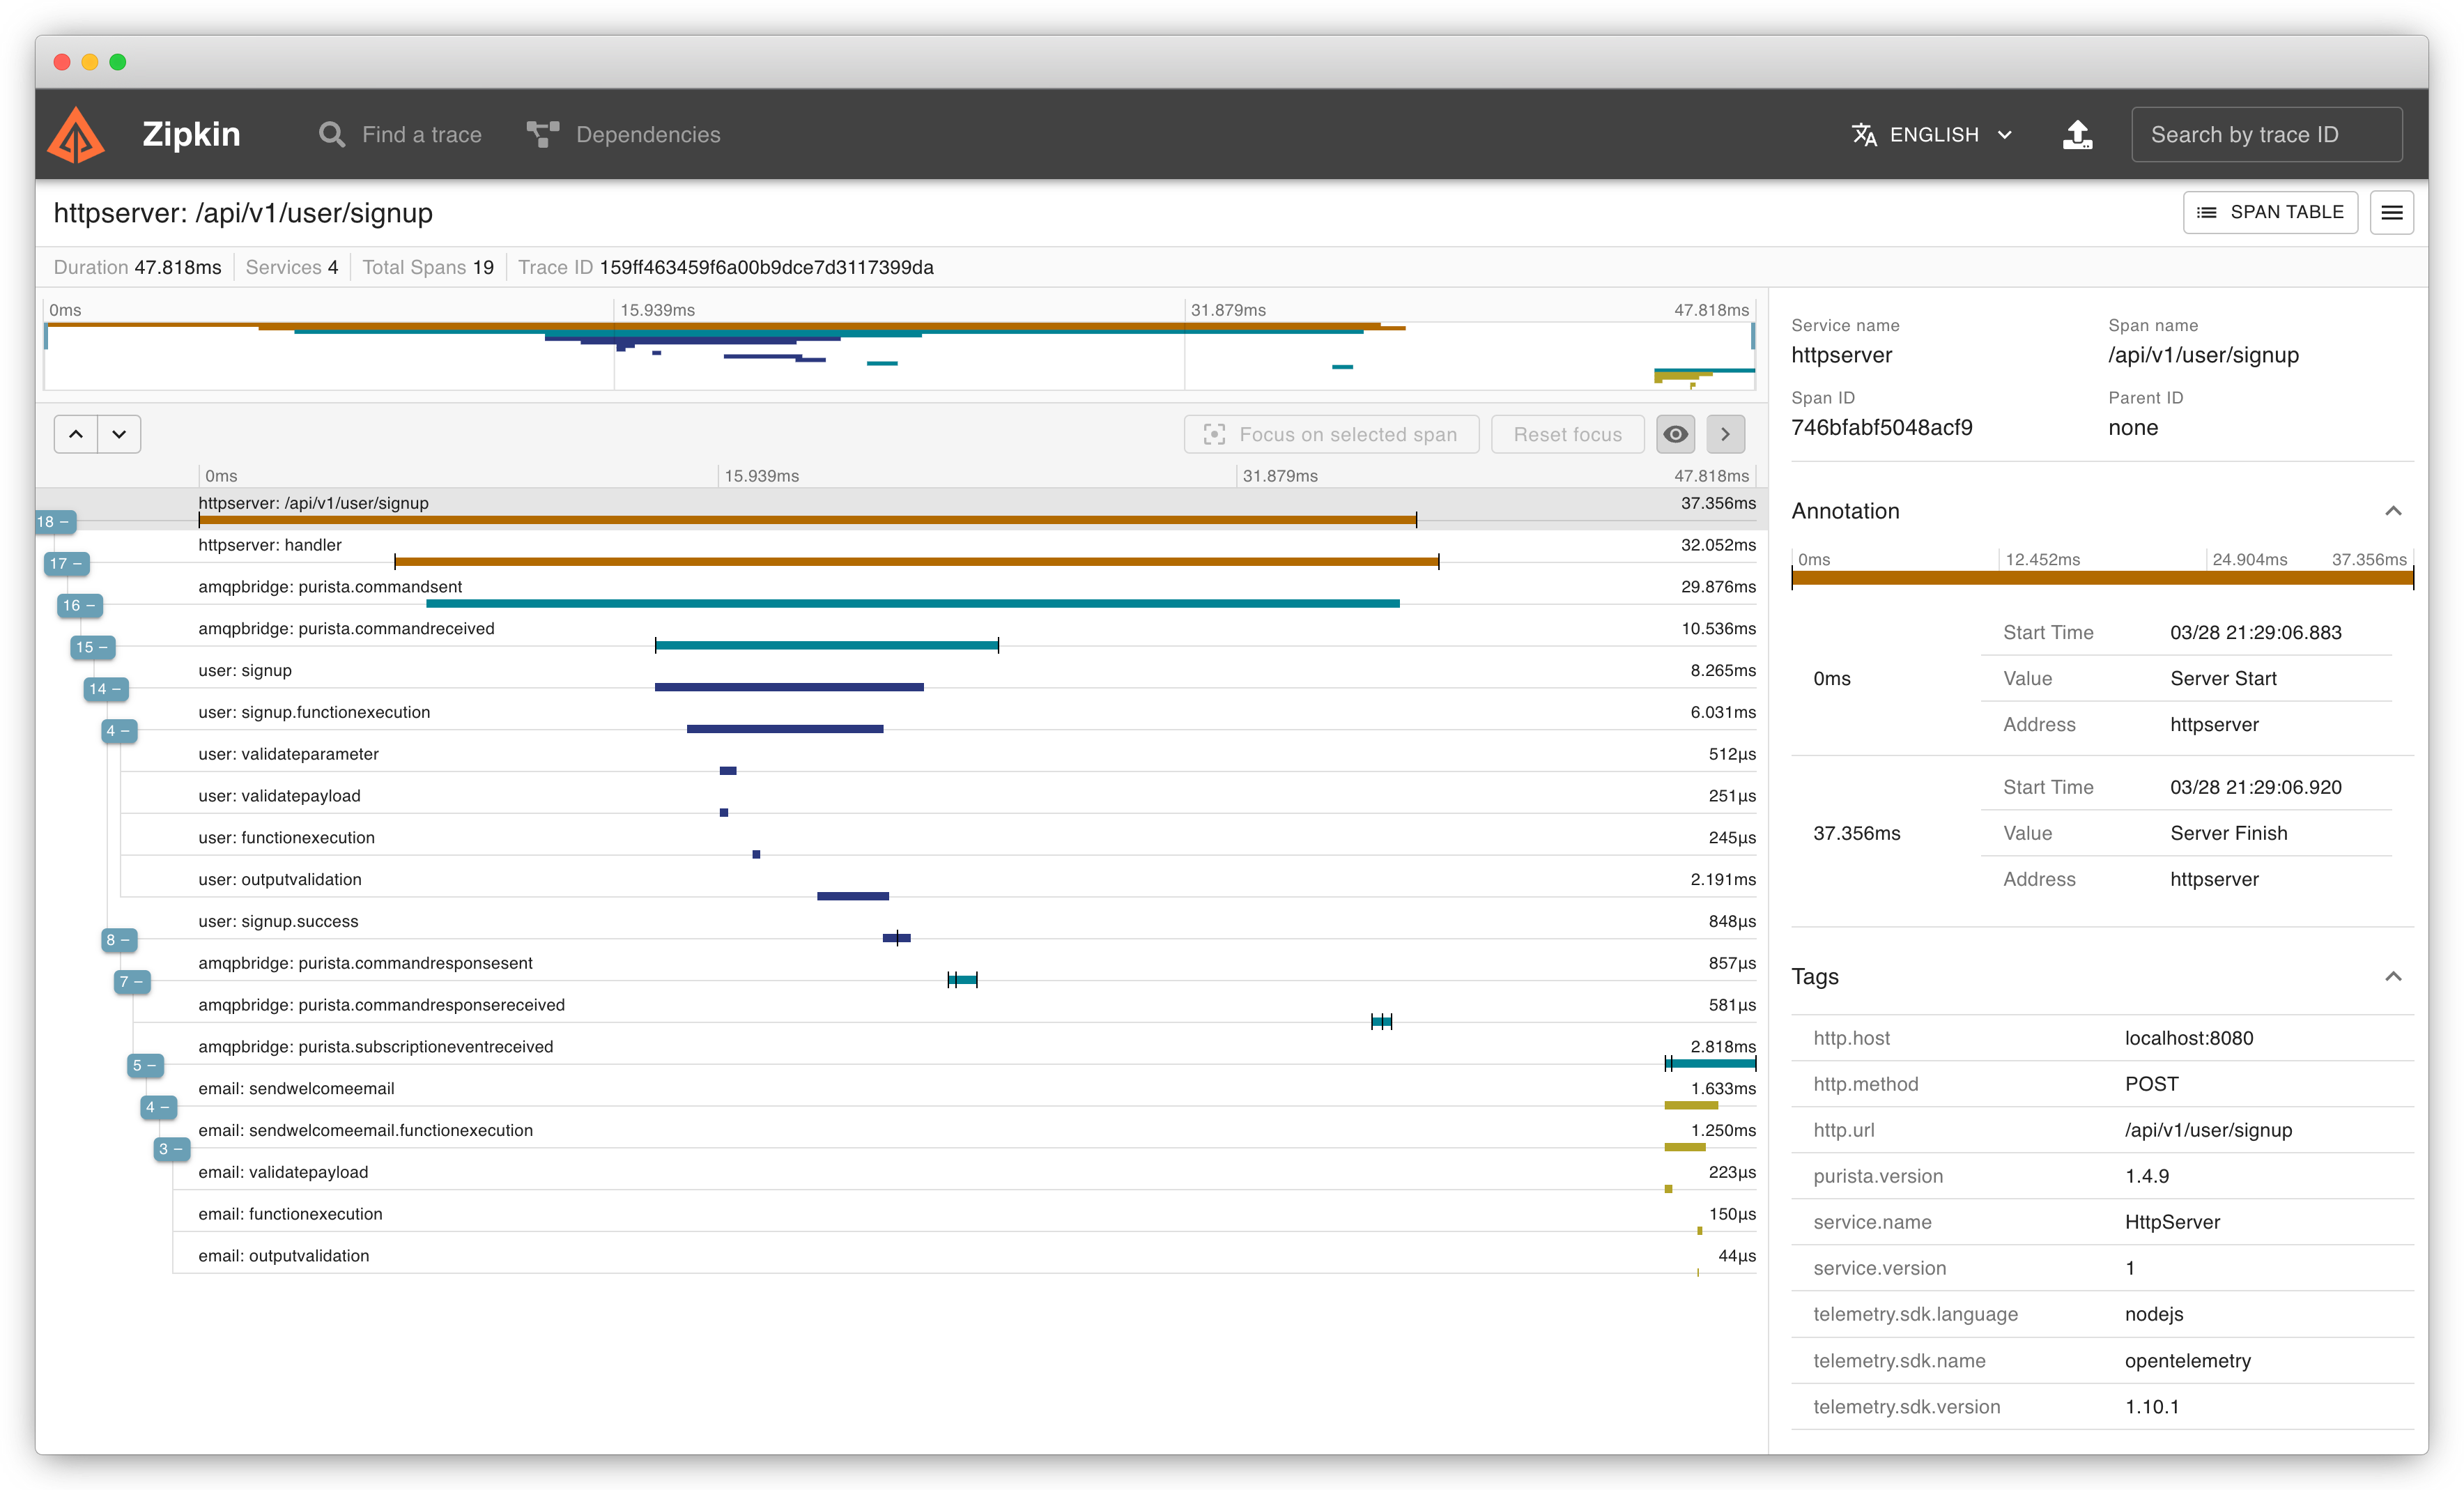 Zipkin
Find a trace
Dependencies
ENGLISH
Search by trace ID
httpserver: /api/v1/user/signup
SPAN TABLE
Duration 47.818ms Services 4 Total Spans 19 Trace ID 159ff463459f6a00b9dce7d3117399da
0ms 15.939ms 31.879ms 47.818ms
Focus on selected span
Reset focus
0ms 15.939ms 31.879ms 47.818ms
httpserver: /api/v1/user/signup 37.356ms
18 –
httpserver: handler 32.052ms
17 –
amqpbridge: purista.commandsent 29.876ms
16 –
amqpbridge: purista.commandreceived 10.536ms
15 –
user: signup 8.265ms
14 –
user: signup.functionexecution 6.031ms
4 –
user: validateparameter 512µs
user: validatepayload 251µs
user: functionexecution 245µs
user: outputvalidation 2.191ms
user: signup.success 848µs
8 –
amqpbridge: purista.commandresponsesent 857µs
7 –
amqpbridge: purista.commandresponsereceived 581µs
amqpbridge: purista.subscriptioneventreceived 2.818ms
5 –
email: sendwelcomeemail 1.633ms
4 –
email: sendwelcomeemail.functionexecution 1.250ms
3 –
email: validatepayload 223µs
email: functionexecution 150µs
email: outputvalidation 44µs
Service name Span name
httpserver /api/v1/user/signup
Span ID Parent ID
746bfabf5048acf9 none
Annotation
0ms 12.452ms 24.904ms 37.356ms
Start Time 03/28 21:29:06.883
0ms Value Server Start
Address httpserver
Start Time 03/28 21:29:06.920
37.356ms Value Server Finish
Address httpserver
Tags
http.host localhost:8080
http.method POST
http.url /api/v1/user/signup
purista.version 1.4.9
service.name HttpServer
service.version 1
telemetry.sdk.language nodejs
telemetry.sdk.name opentelemetry
telemetry.sdk.version 1.10.1